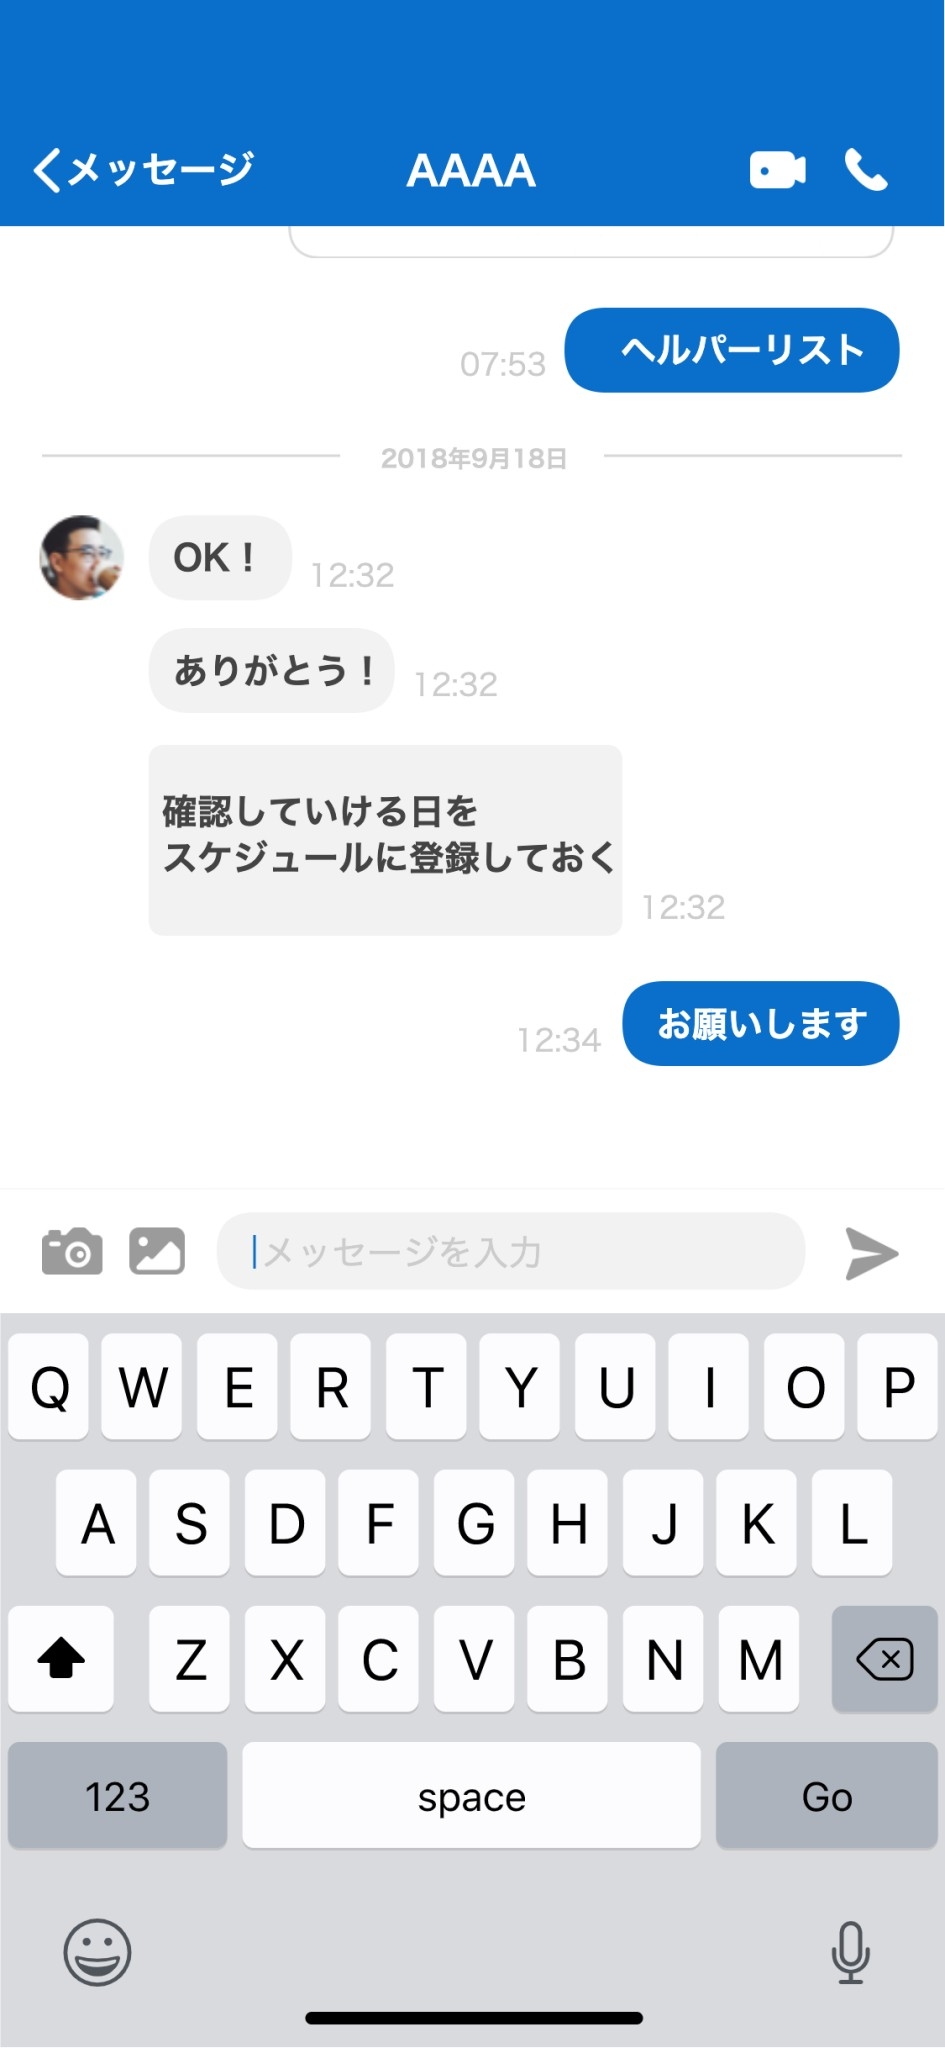 メッセージ
AAAA
ヘルパーリスト
07:53
2018年9月18日
OK！
12:32
ありがとう！
12:32
確認していける日を
スケジュールに登録しておく
12:32
お願いします
12:34
メッセージを入力
Q W E R T Y U I O P
A S D F G H J K L
Z X C V B N M
123 space Go